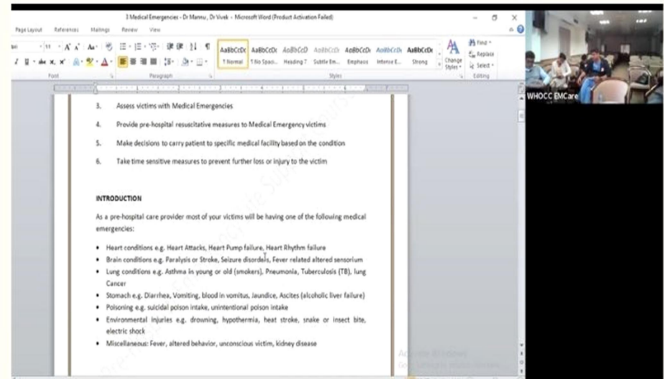 3 Medical Emergencies - Dr Mannu, Dr Vivek - Microsoft Word (Product Activation Failed)
Page Layout References Mailings Review View
AaBbCcDc AaBbCcDc AaBbCcD AaBbCcDc AaBbCcDc AaBbCcDc AaBbCcDc
¶ Normal ¶ No Spaci... Heading 7 Subtle Em... Emphasis Intense E... Strong
Change Styles
Find
Replace
Select
Font Paragraph Styles Editing
WHOCC EMCare
3. Assess victims with Medical Emergencies
4. Provide pre-hospital resuscitative measures to Medical Emergency victims
5. Make decisions to carry patient to specific medical facility based on the condition
6. Take time sensitive measures to prevent further loss or injury to the victim
INTRODUCTION
As a pre-hospital care provider most of your victims will be having one of the following medical
emergencies:
• Heart conditions e.g. Heart Attacks, Heart Pump failure, Heart Rhythm failure
• Brain conditions e.g. Paralysis or Stroke, Seizure disorders, Fever related altered sensorium
• Lung conditions e.g. Asthma in young or old (smokers), Pneumonia, Tuberculosis (TB), lung
Cancer
• Stomach e.g. Diarrhea, Vomiting, blood in vomitus, Jaundice, Ascites (alcoholic liver failure)
• Poisoning e.g. suicidal poison intake, unintentional poison intake
• Environmental Injuries e.g. drowning, hypothermia, heat stroke, snake or insect bite,
electric shock
• Miscellaneous: Fever, altered behavior, unconscious victim, kidney disease